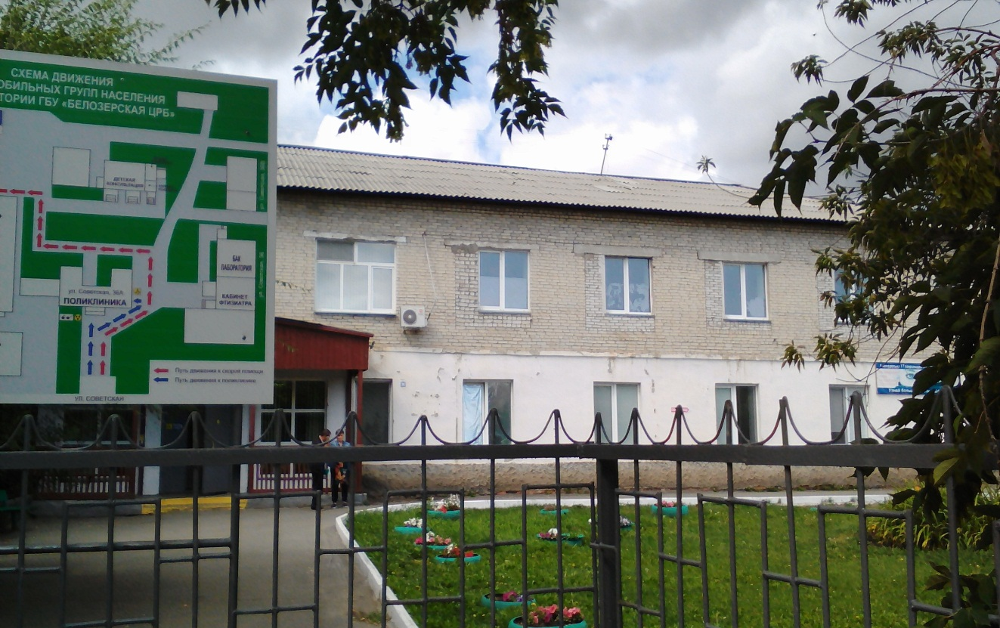 СХЕМА ДВИЖЕНИЯ
ОБИЛЬНЫХ ГРУПП НАСЕЛЕНИЯ
ТОРИИ ГБУ «БЕЛОЗЕРСКАЯ ЦРБ»
ДЕТСКАЯ
КОНСУЛЬТАЦИЯ
БАК
ЛАБОРАТОРИЯ
КАБИНЕТ
ФТИЗИАТРА
ул. Советская, 36А
ПОЛИКЛИНИКА
Путь движения к скорой помощи
Путь движения к поликлинике
УЛ. СОВЕТСКАЯ
Узнай